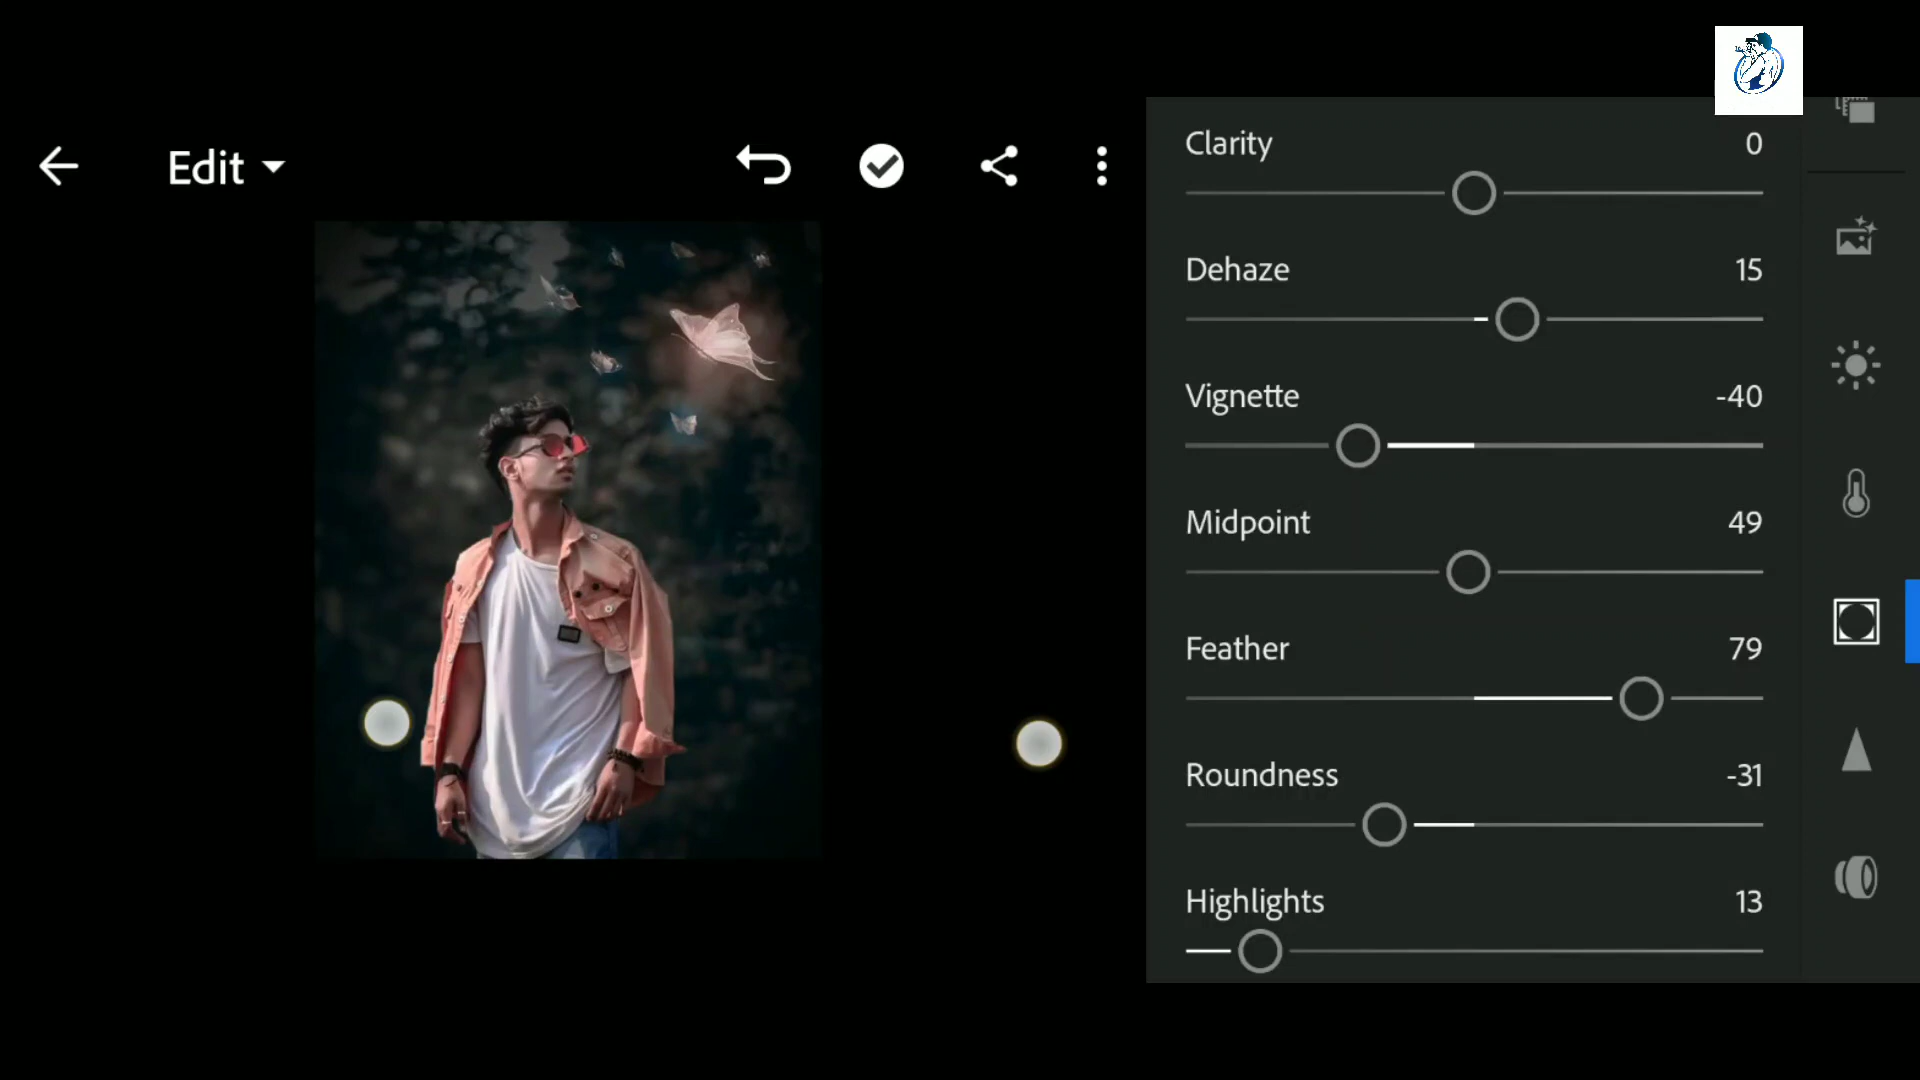 Edit
Clarity 0
Dehaze 15
Vignette -40
Midpoint 49
Feather 79
Roundness -31
Highlights 13